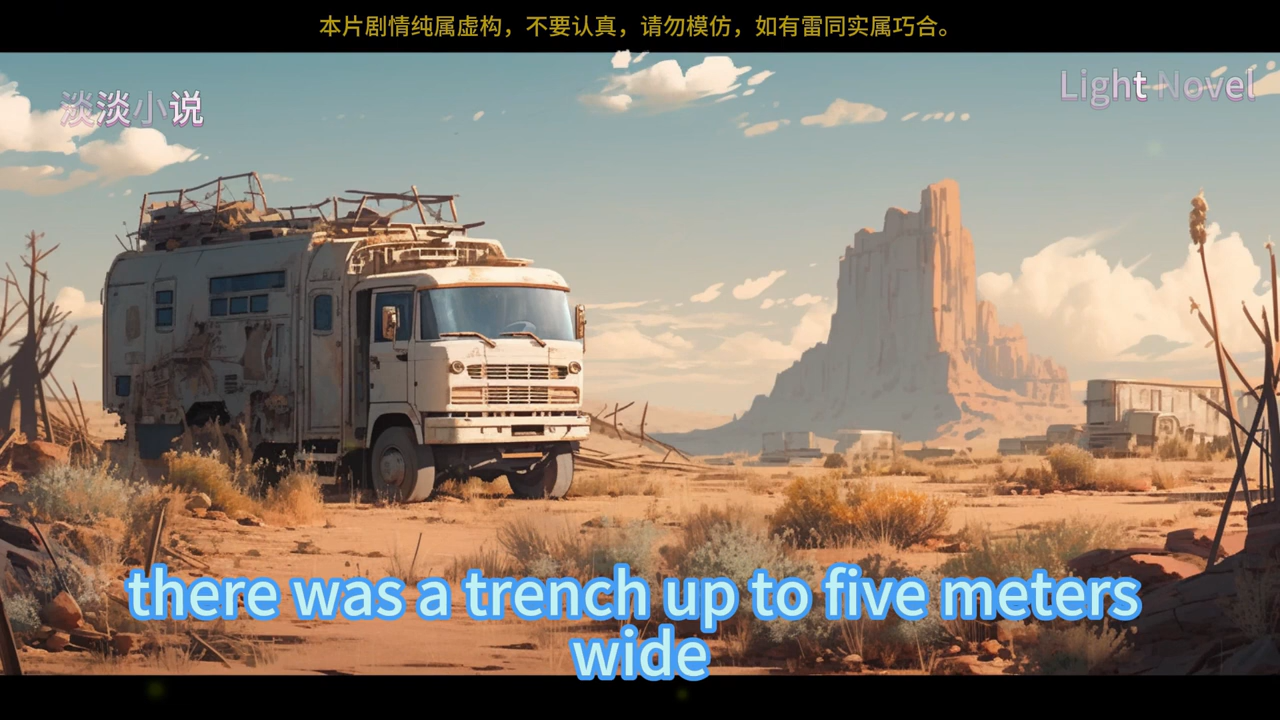 本片剧情纯属虚构，不要认真，请勿模仿，如有雷同实属巧合。
淡淡小说
Light Novel
there was a trench up to five meters
wide